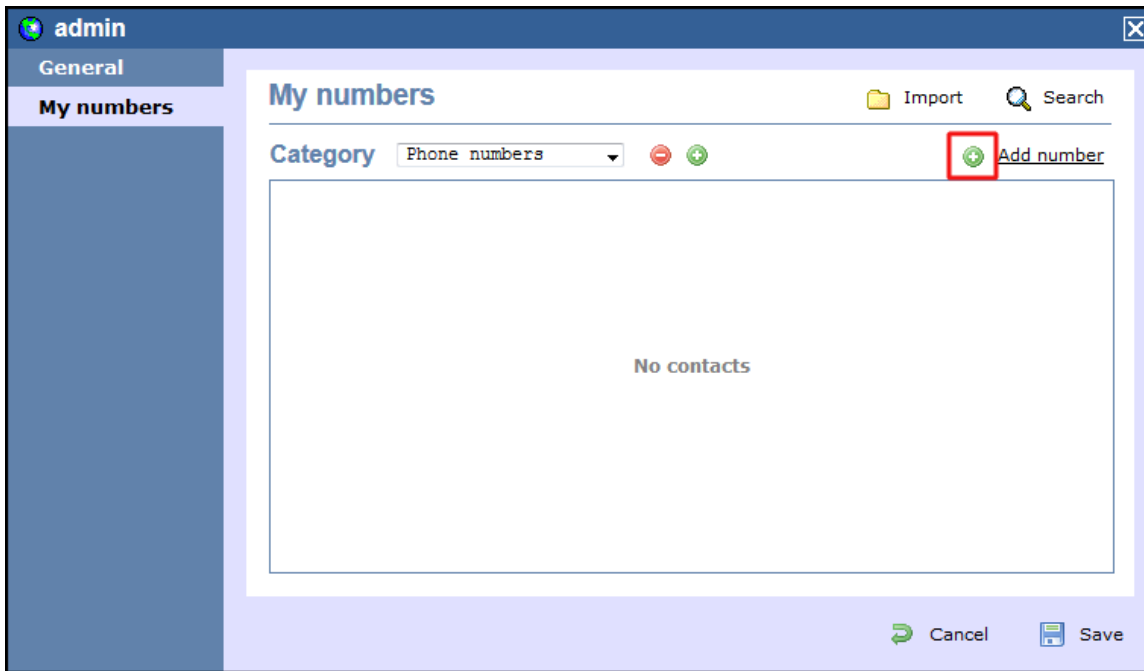 admin
General
My numbers
My numbers
Import
Search
Category
Phone numbers
Add number
No contacts
Cancel
Save